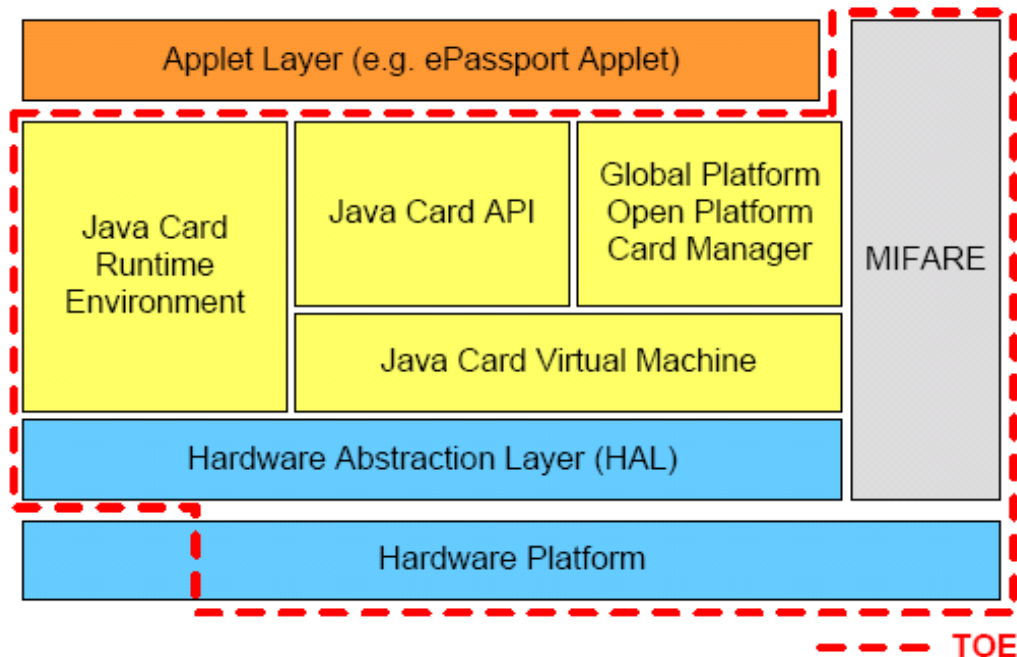 Applet Layer (e.g. ePassport Applet)
Java Card
Runtime
Environment
Java Card API
Global Platform
Open Platform
Card Manager
MIFARE
Java Card Virtual Machine
Hardware Abstraction Layer (HAL)
Hardware Platform
TOE